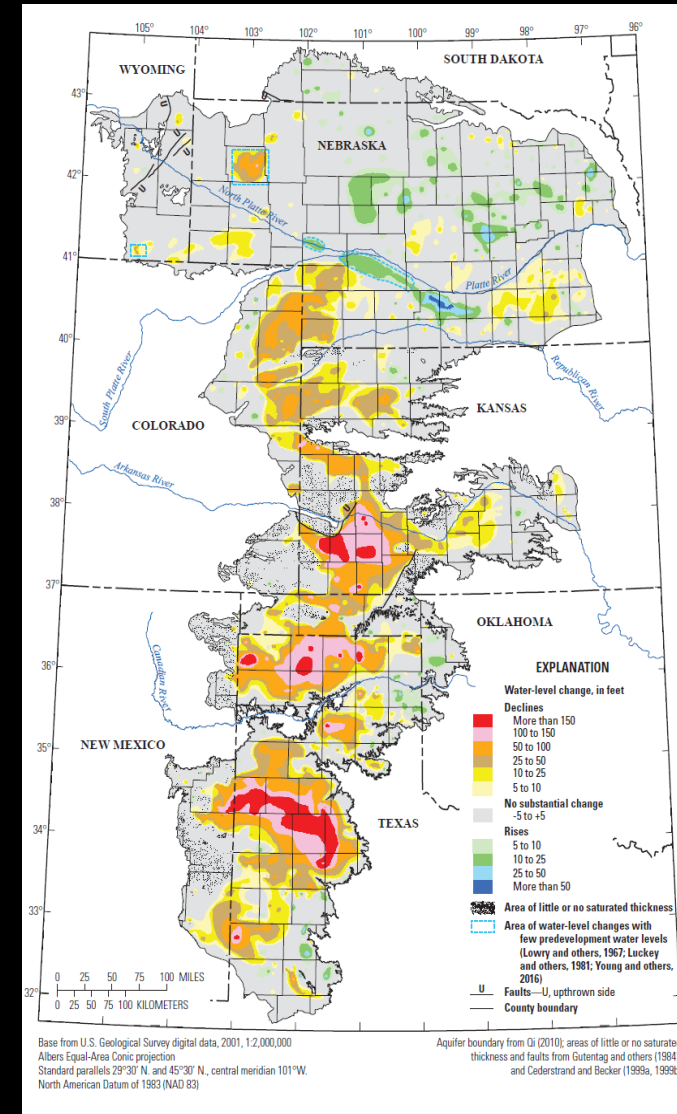 105° 104° 103° 102° 101° 100° 99° 98° 97° 96°
SOUTH DAKOTA
WYOMING
43°
U
U
NEBRASKA
42°
U
North Platte River
41°
Platte River
40°
South Platte River
Republican River
39°
COLORADO
KANSAS
Arkansas River
38°
U
37°
OKLAHOMA
36°
Canadian River
35°
NEW MEXICO
TEXAS
34°
33°
32°
EXPLANATION
Water-level change, in feet
Declines
More than 150
100 to 150
50 to 100
25 to 50
10 to 25
5 to 10
No substantial change
-5 to +5
Rises
5 to 10
10 to 25
25 to 50
More than 50
Area of little or no saturated thickness
Area of water-level changes with
few predevelopment water levels
(Lowry and others, 1967; Luckey
and others, 1981; Young and others,
2016)
U Faults—U, upthrown side
County boundary
0 25 50 75 100 MILES
0 25 50 75 100 KILOMETERS
Base from U.S. Geological Survey digital data, 2001, 1:2,000,000
Albers Equal-Area Conic projection
Standard parallels 29°30' N. and 45°30' N., central meridian 101°W.
North American Datum of 1983 (NAD 83)
Aquifer boundary from Qi (2010); areas of little or no saturate
thickness and faults from Gutentag and others (1984
and Cederstrand and Becker (1999a, 1999b